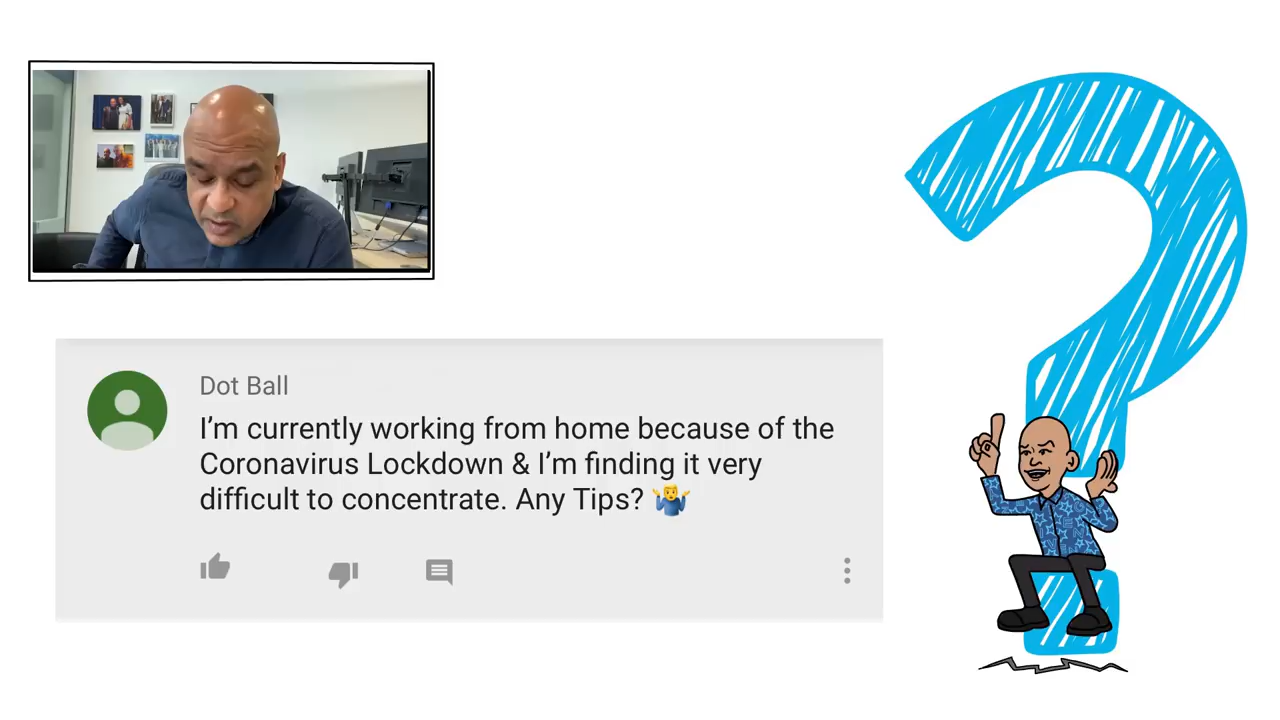 Dot Ball
I’m currently working from home because of the
Coronavirus Lockdown & I’m finding it very
difficult to concentrate. Any Tips? 🤷‍♂️